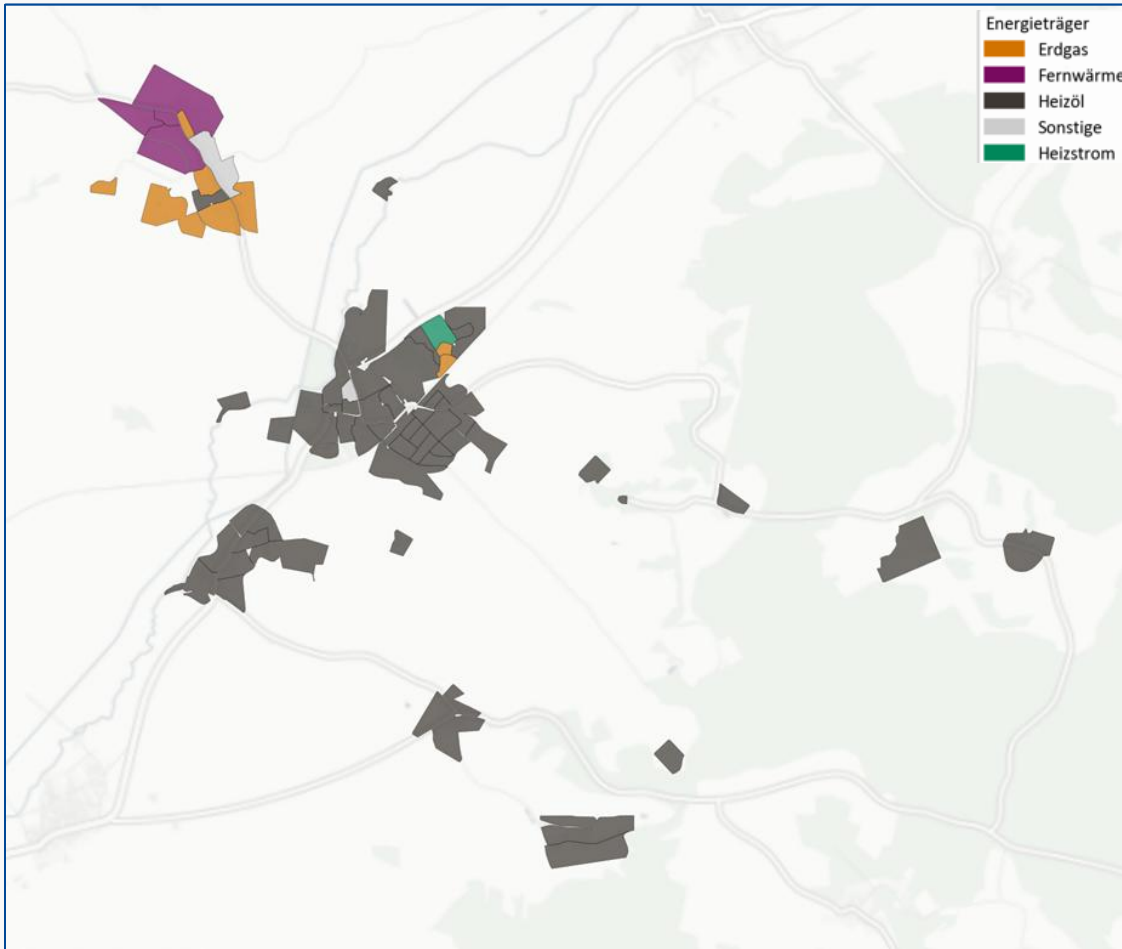 Energieträger
Erdgas
Fernwärme
Heizöl
Sonstige
Heizstrom